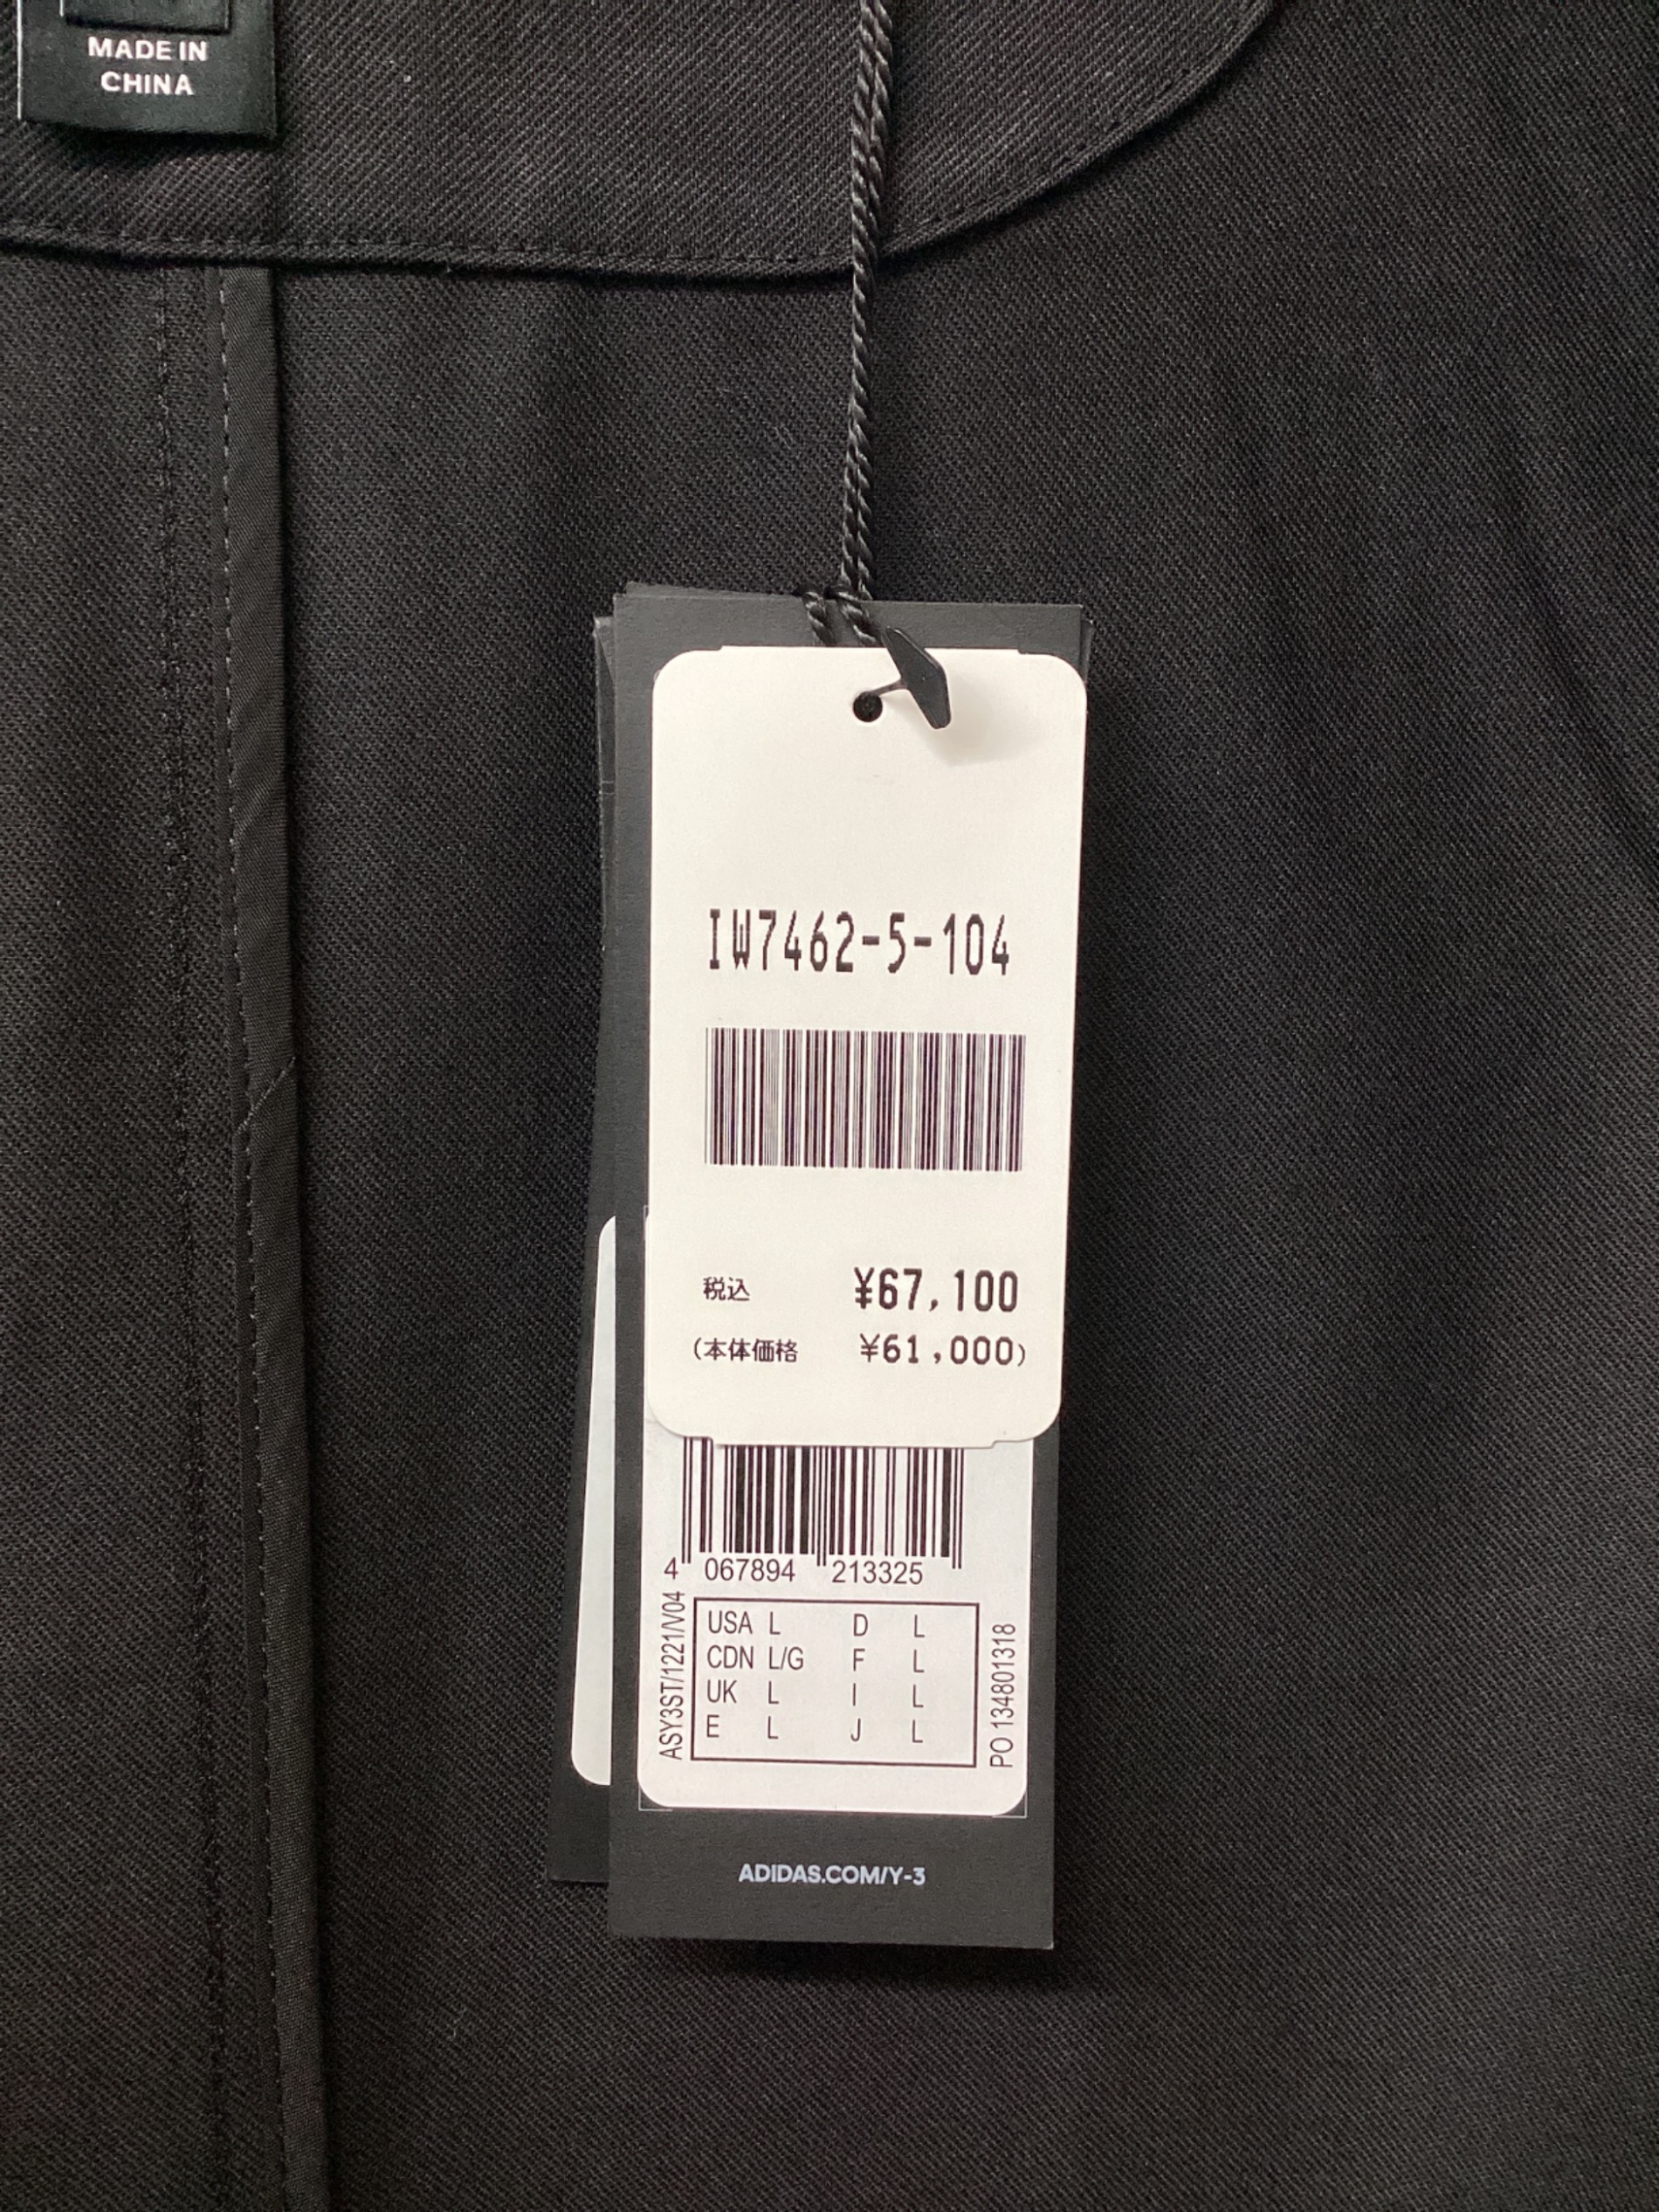 MADE IN
CHINA
IW7462-5-104
税込 ¥67,100
(本体価格 ¥61,000)
4 067894 213325
ASY3ST/1221/V04
USA L D L
CDN L/G F L
UK L I L
E L J L
PO 134801318
ADIDAS.COM/Y-3